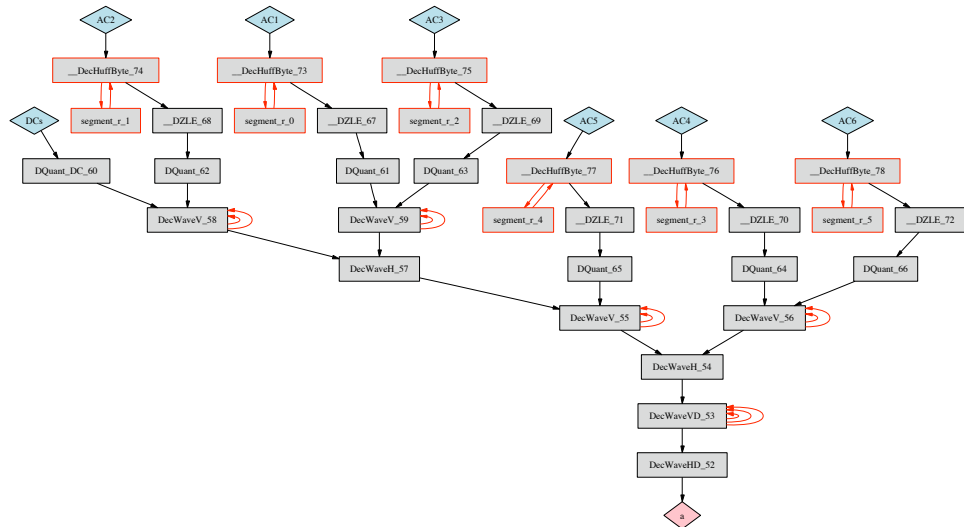 AC2
AC1
AC3
__DecHuffByte_74
__DecHuffByte_73
__DecHuffByte_75
DCs
segment_r_1
__DZLE_68
segment_r_0
__DZLE_67
segment_r_2
__DZLE_69
AC5
AC4
AC6
DQuant_DC_60
DQuant_62
DQuant_61
DQuant_63
__DecHuffByte_77
__DecHuffByte_76
__DecHuffByte_78
DecWaveV_58
DecWaveV_59
segment_r_4
__DZLE_71
segment_r_3
__DZLE_70
segment_r_5
__DZLE_72
DecWaveH_57
DQuant_65
DQuant_64
DQuant_66
DecWaveV_55
DecWaveV_56
DecWaveH_54
DecWaveVD_53
DecWaveHD_52
a